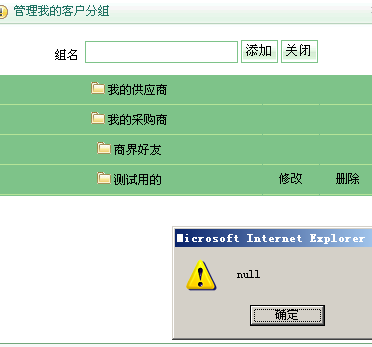 管理我的客户分组
组名 添加 关闭
我的供应商
我的采购商
商界好友
测试用的 修改 删除
Microsoft Internet Explorer
null
确定